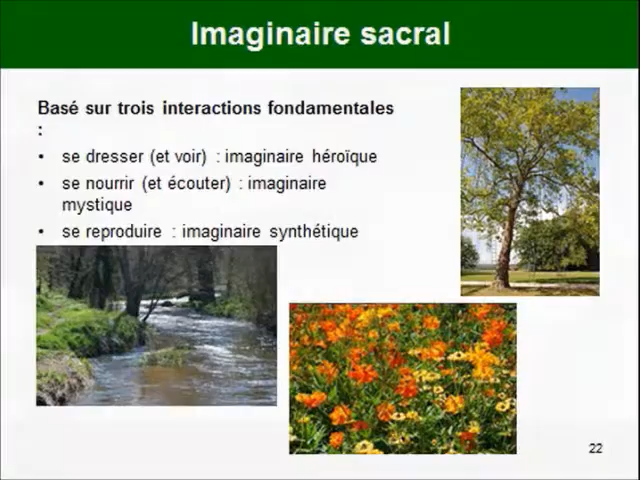 Imaginaire sacral
Basé sur trois interactions fondamentales
:
• se dresser (et voir) : imaginaire héroïque
• se nourrir (et écouter) : imaginaire
mystique
• se reproduire : imaginaire synthétique
22